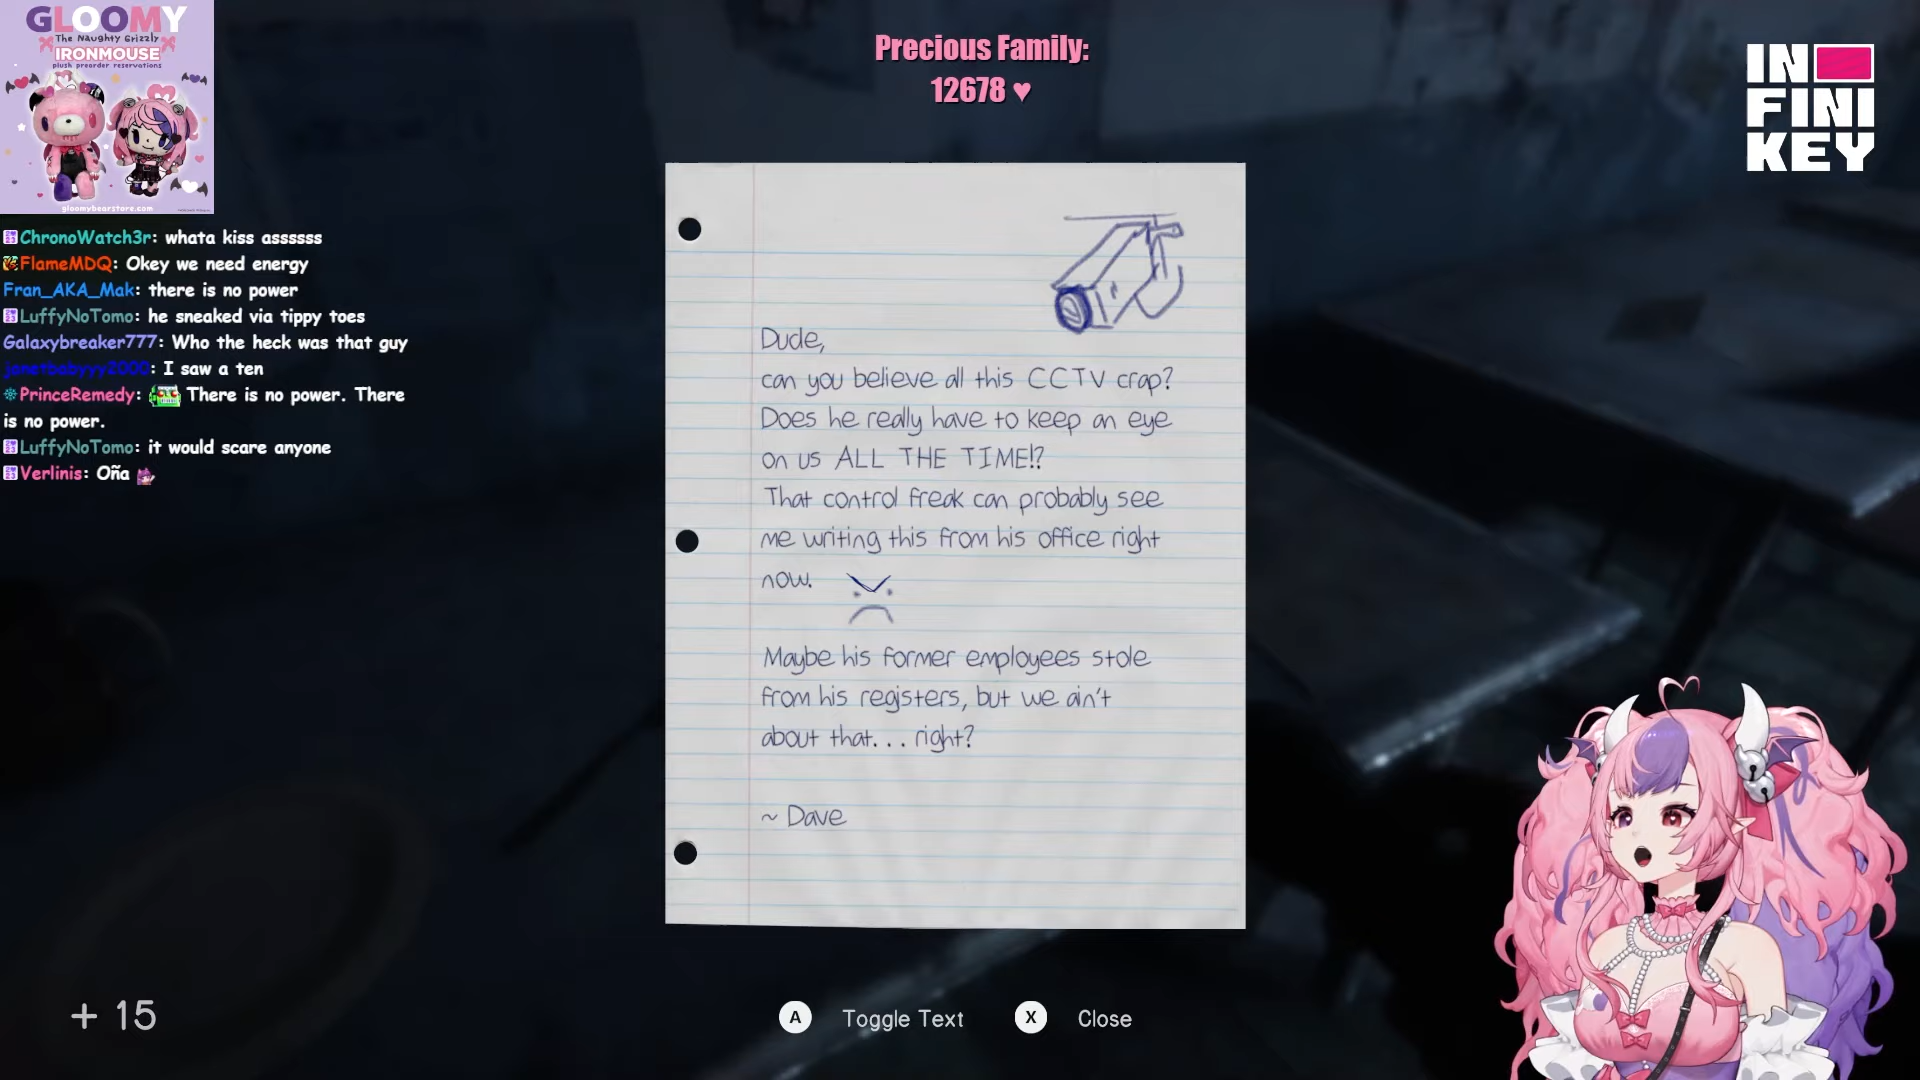 GLOOMY
The Naughty Grizzly
IRONMOUSE
plush preorder reservations
gloomybearstore.com
Precious Family:
12678 ♥
IN
FINI
KEY
ChronoWatch3r: whata kiss assssss
FlameMDQ: Okey we need energy
Fran_AKA_Mak: there is no power
LuffyNoTomo: he sneaked via tippy toes
Galaxybreaker777: Who the heck was that guy
janetbabyyy2000: I saw a ten
PrinceRemedy: There is no power. There
is no power.
LuffyNoTomo: it would scare anyone
Verlinis: Oña
Dude,
can you believe all this CCTV crap?
Does he really have to keep an eye
on us ALL THE TIME!?
That control freak can probably see
me writing this from his office right
now.
Maybe his former employees stole
from his registers, but we ain't
about that... right?
~ Dave
+ 15
A Toggle Text X Close